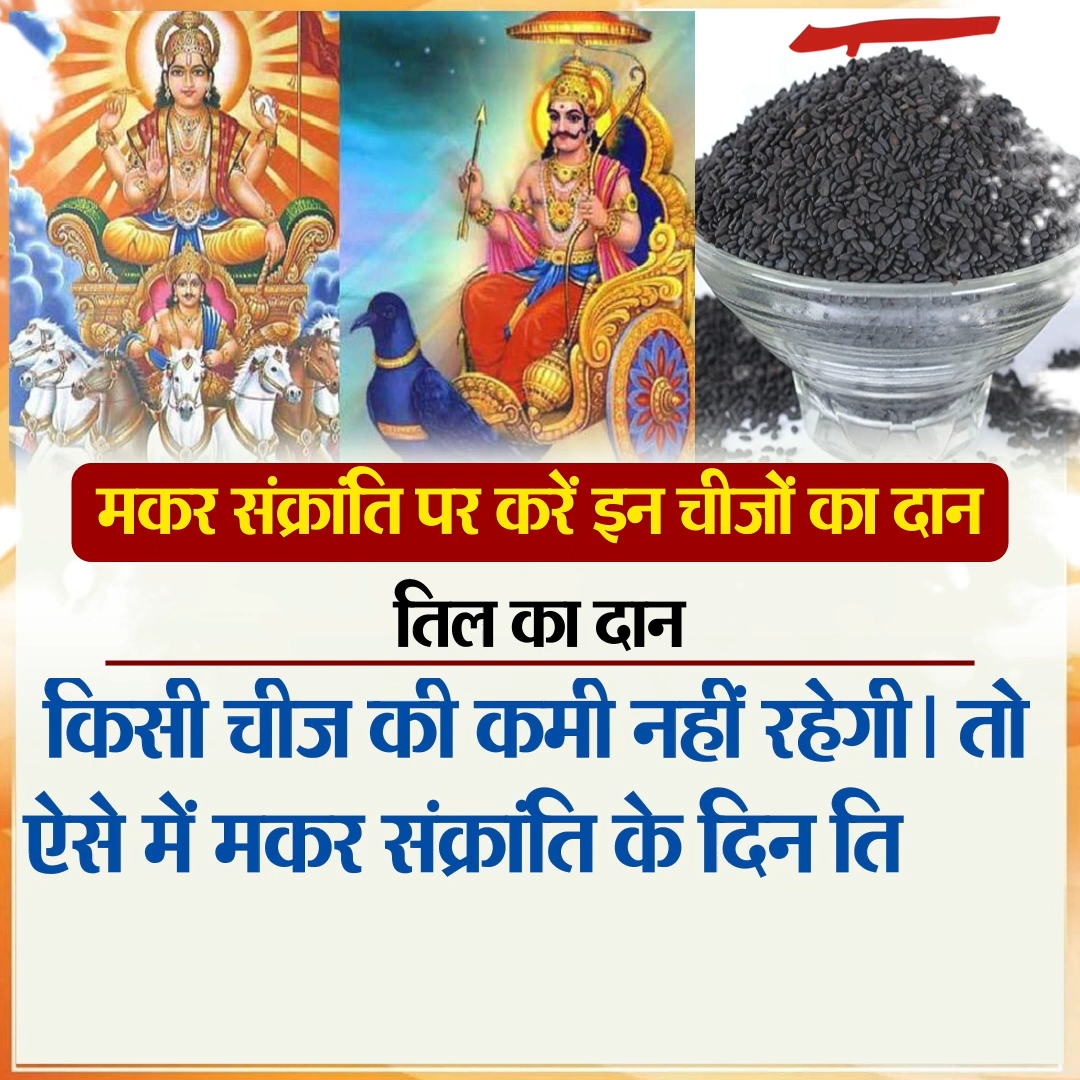 मकर संक्रांति पर करें इन चीजों का दान
तिल का दान
किसी चीज की कमी नहीं रहेगी। तो
ऐसे में मकर संक्रांति के दिन ति